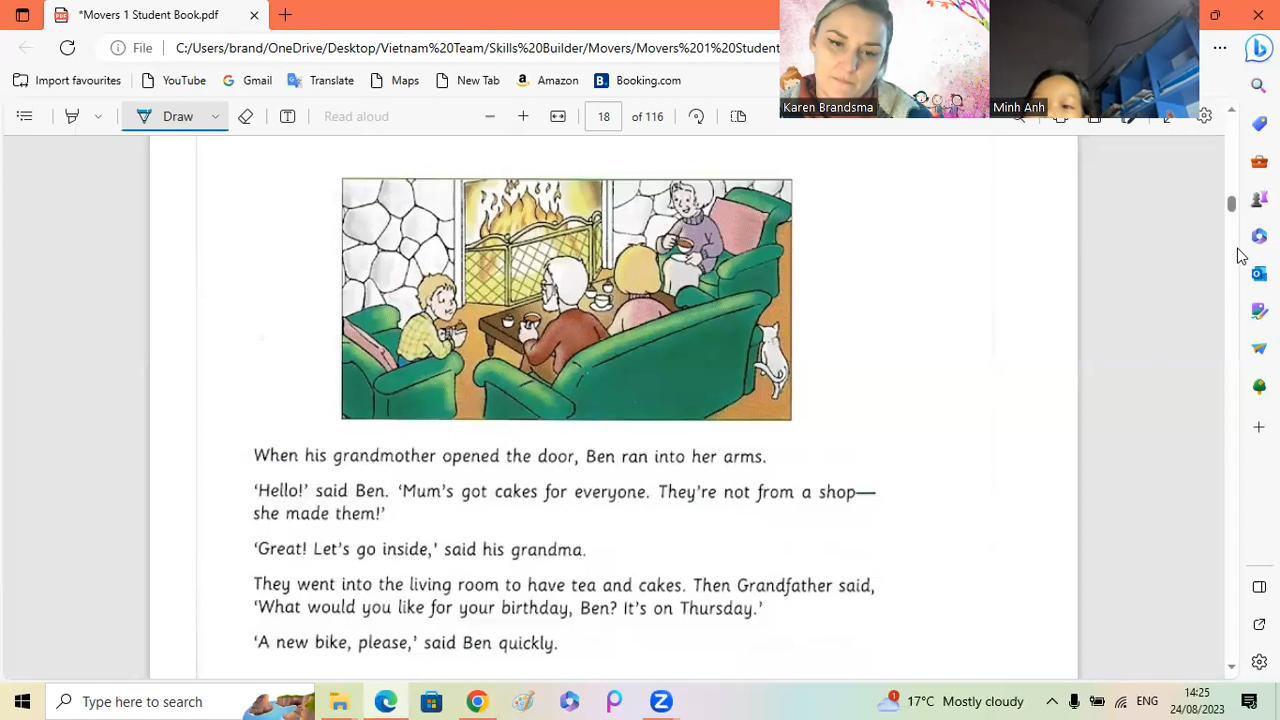 *Movers 1 Student Book.pdf
File
C:/Users/brand/OneDrive/Desktop/Vietnam%20Team/Skills%20Builder/Movers/Movers%201%20Student
Import favourites
YouTube
Gmail
Translate
Maps
New Tab
Amazon
Booking.com
Draw
Read aloud
18 of 116
Karen Brandsma
Minh Anh
When his grandmother opened the door, Ben ran into her arms.
‘Hello!’ said Ben. ‘Mum's got cakes for everyone. They're not from a shop—
she made them!’
‘Great! Let's go inside,’ said his grandma.
They went into the living room to have tea and cakes. Then Grandfather said,
‘What would you like for your birthday, Ben? It's on Thursday.’
‘A new bike, please,’ said Ben quickly.
Type here to search
1
17°C Mostly cloudy
ENG
14:25
24/08/2023